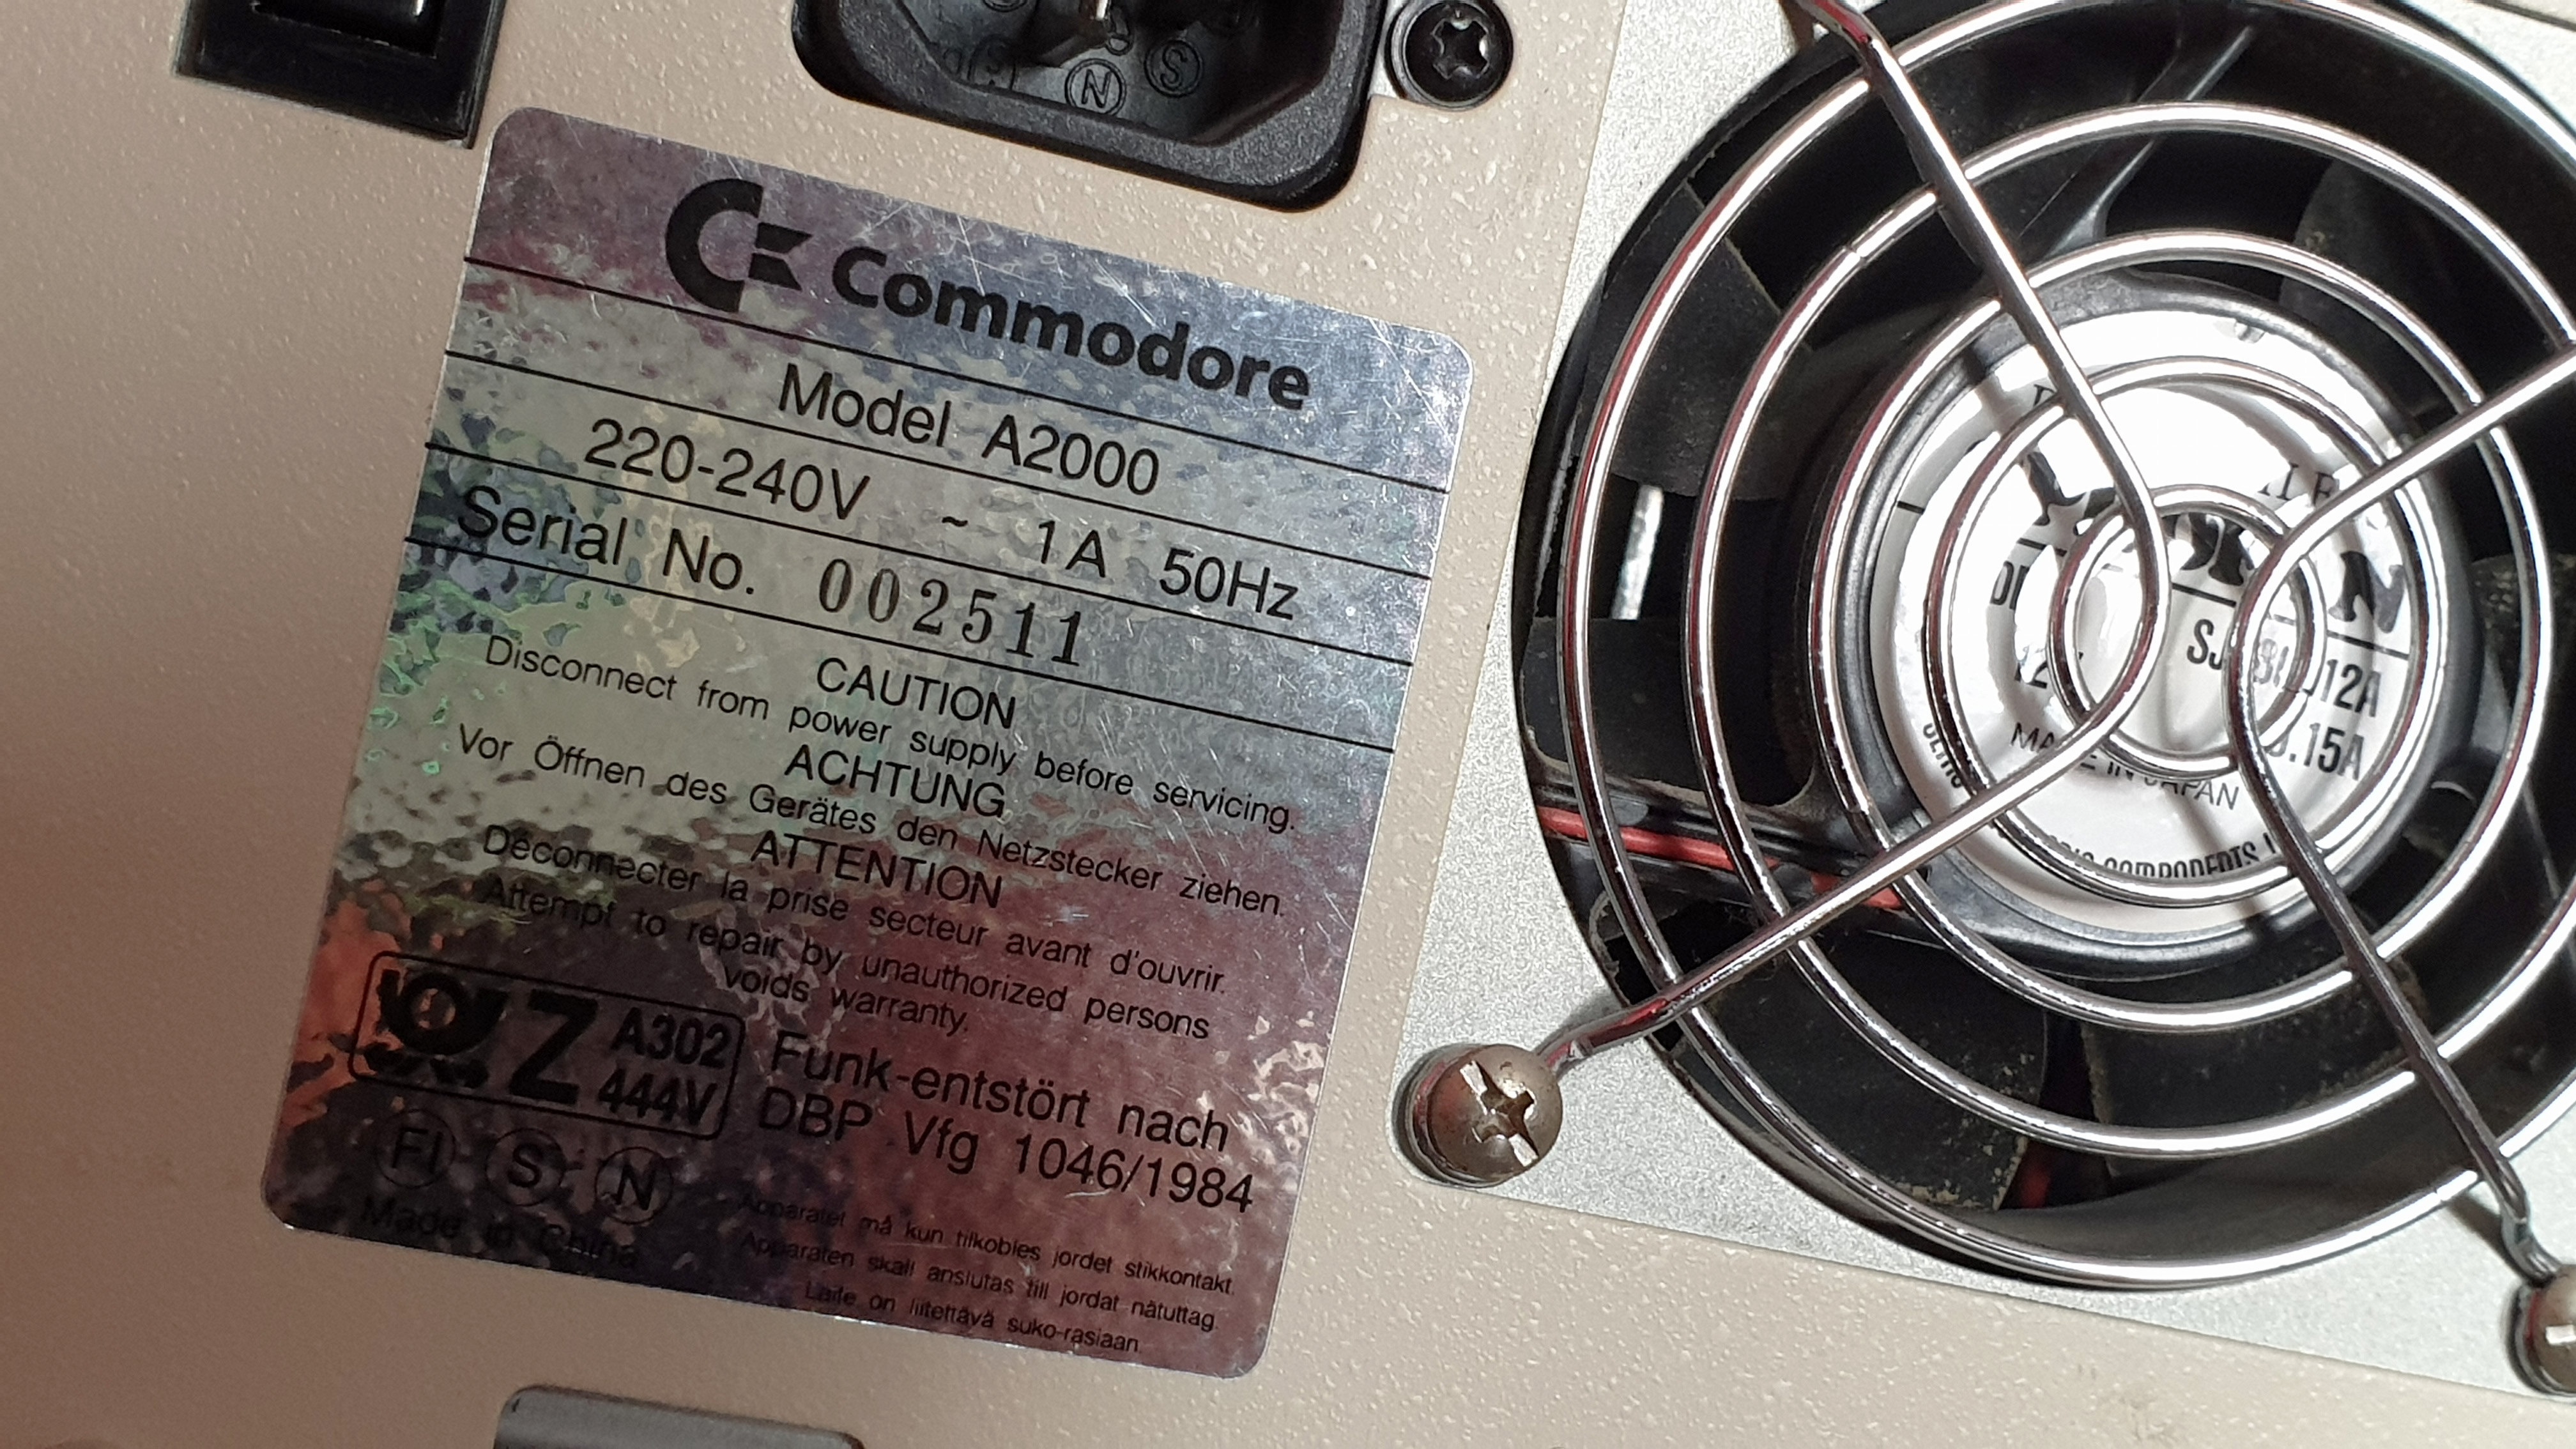 Commodore
Model A2000
220-240V ~ 1A 50Hz
Serial No. 002511
CAUTION
Disconnect from power supply before servicing.
ACHTUNG
Vor Öffnen des Gerätes den Netzstecker ziehen.
ATTENTION
Déconnecter la prise secteur avant d'ouvrir.
Attempt to repair by unauthorized persons
voids warranty.
Z A302
444V
Funk-entstört nach
DBP Vfg 1046/1984
FI S N
Made in China
Apparatet må kun tilkobles jordet stikkontakt.
Apparaten skall anslutas till jordat nätuttag.
Laite on liitettävä suko-rasiaan.
N S
12A
MADE IN JAPAN